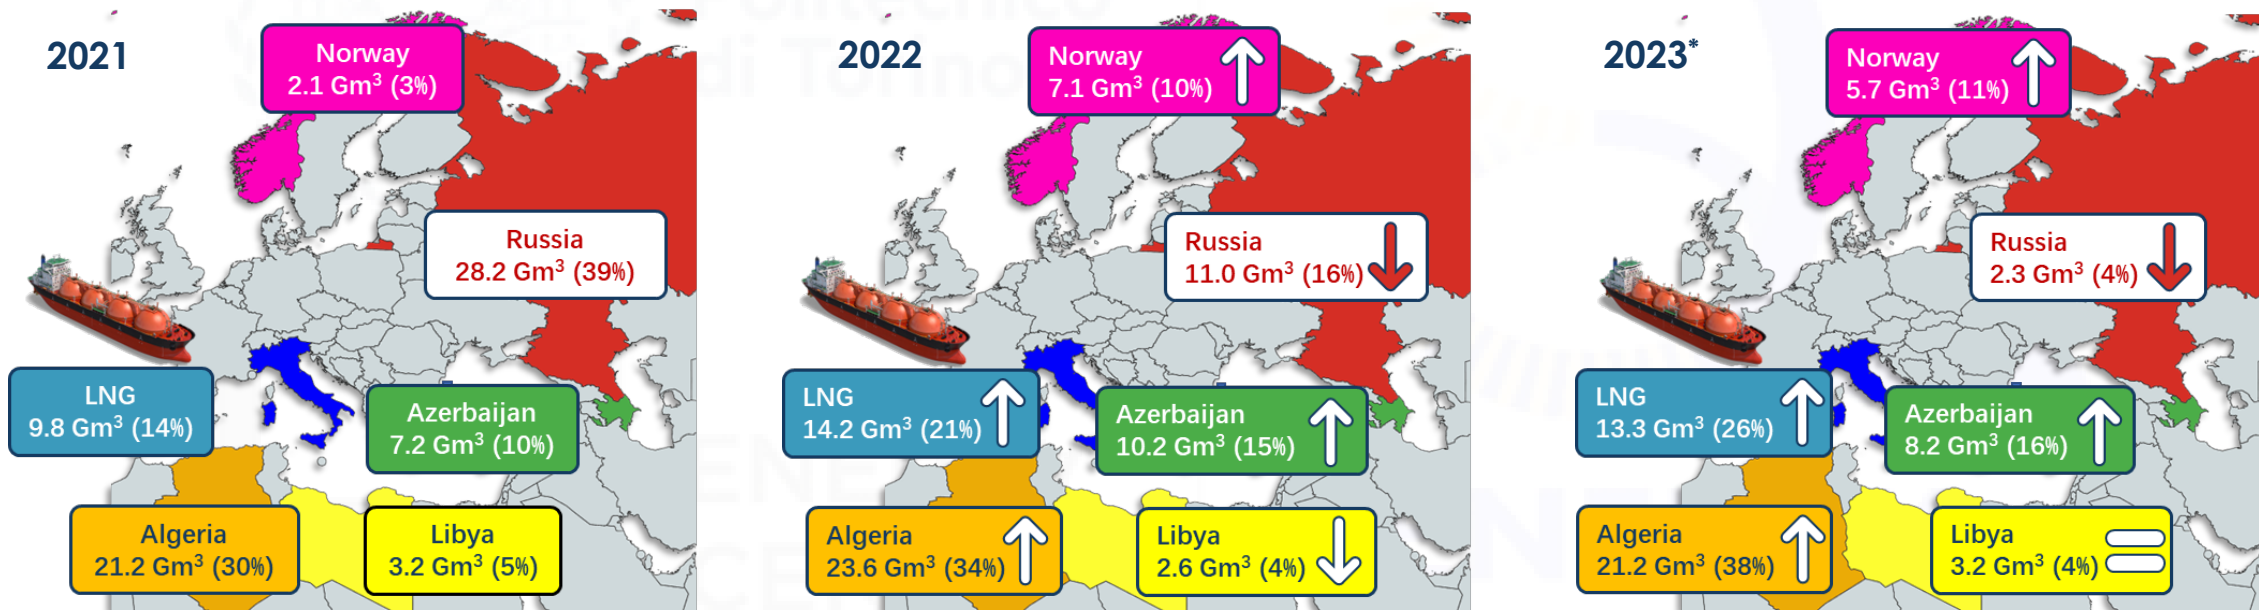 2021
Norway
2.1 Gm³ (3%)
Russia
28.2 Gm³ (39%)
LNG
9.8 Gm³ (14%)
Azerbaijan
7.2 Gm³ (10%)
Algeria
21.2 Gm³ (30%)
Libya
3.2 Gm³ (5%)
2022
Norway
7.1 Gm³ (10%)
Russia
11.0 Gm³ (16%)
LNG
14.2 Gm³ (21%)
Azerbaijan
10.2 Gm³ (15%)
Algeria
23.6 Gm³ (34%)
Libya
2.6 Gm³ (4%)
2023*
Norway
5.7 Gm³ (11%)
Russia
2.3 Gm³ (4%)
LNG
13.3 Gm³ (26%)
Azerbaijan
8.2 Gm³ (16%)
Algeria
21.2 Gm³ (38%)
Libya
3.2 Gm³ (4%)
Politecnico
di Torino